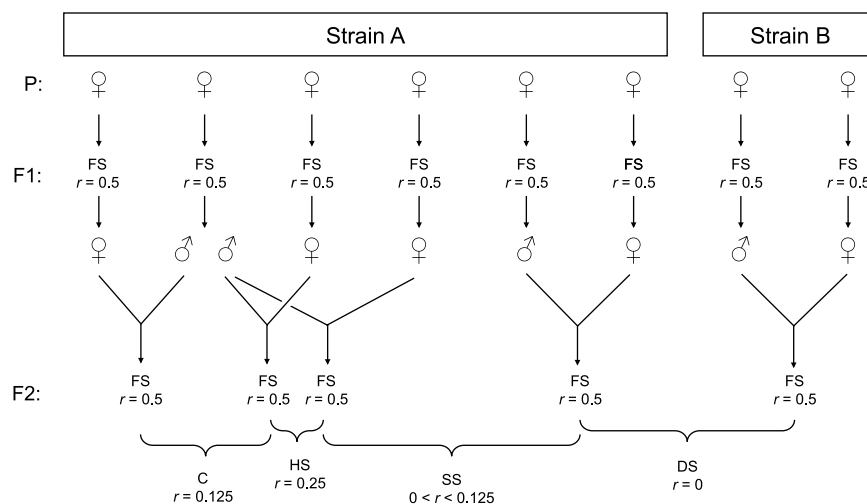 Strain A Strain B
P: ♀ ♀ ♀ ♀ ♀ ♀ ♀ ♀
F1: FS FS FS FS FS FS FS FS
r = 0.5 r = 0.5 r = 0.5 r = 0.5 r = 0.5 r = 0.5 r = 0.5 r = 0.5
♀ ♂ ♂ ♀ ♀ ♂ ♀ ♂ ♀
F2: FS FS FS FS FS
r = 0.5 r = 0.5 r = 0.5 r = 0.5 r = 0.5
C HS SS DS
r = 0.125 r = 0.25 0 < r < 0.125 r = 0